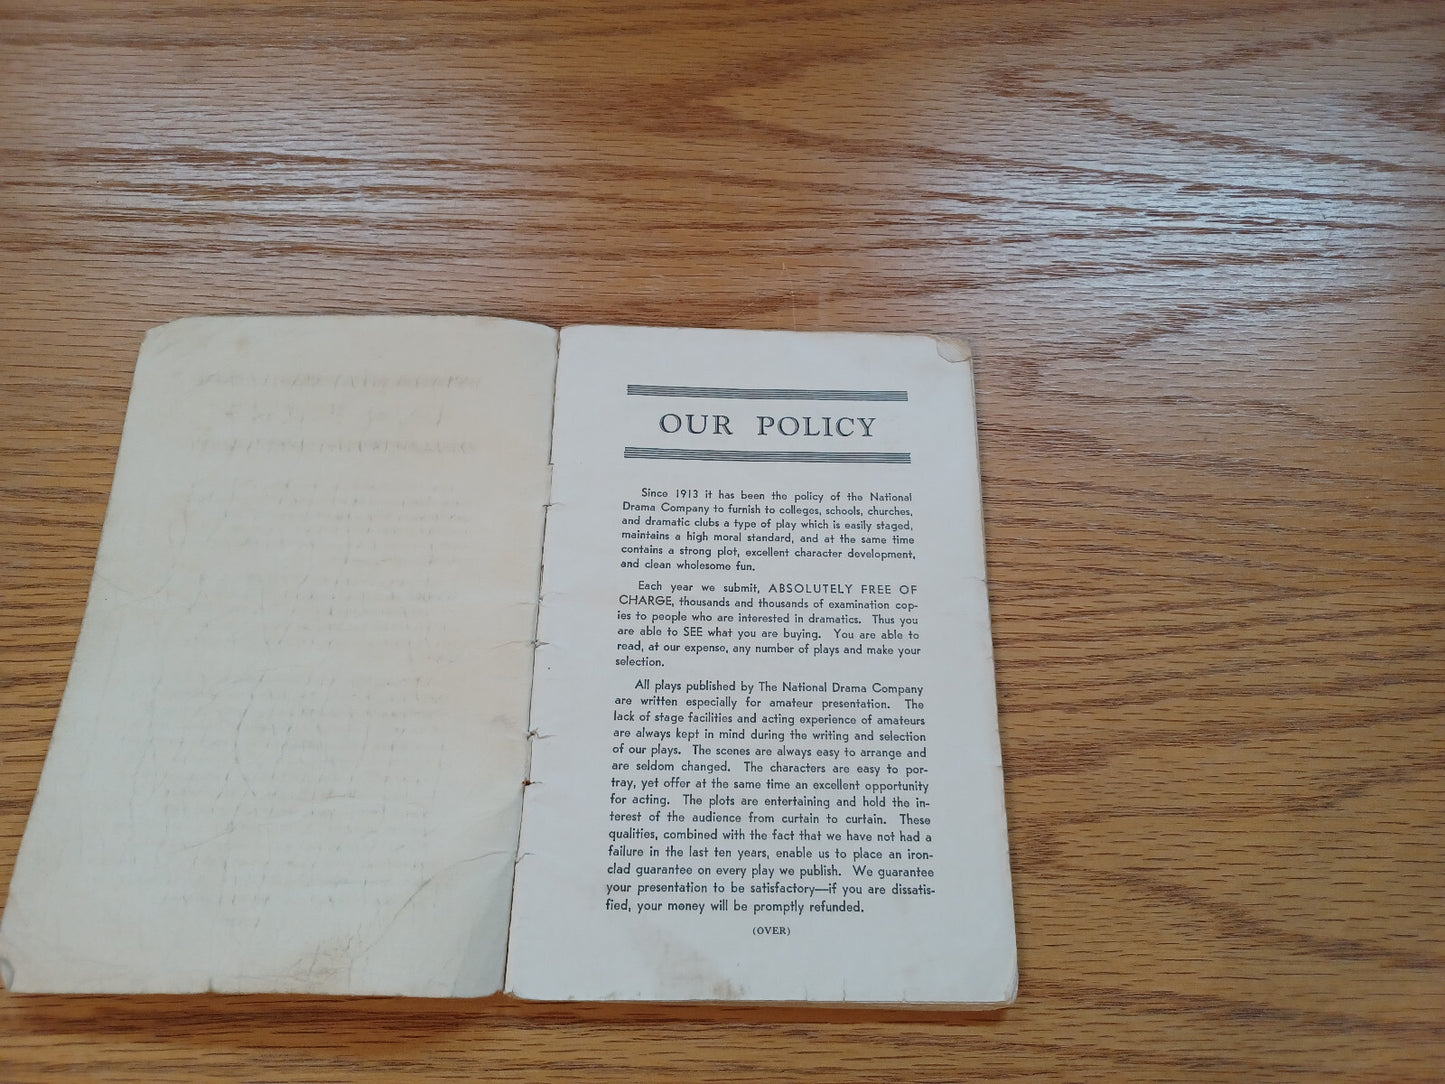 OUR POLICY
Since 1913 it has been the policy of the National
Drama Company to furnish to colleges, schools, churches,
and dramatic clubs a type of play which is easily staged,
maintains a high moral standard, and at the same time
contains a strong plot, excellent character development,
and clean wholesome fun.
Each year we submit, ABSOLUTELY FREE OF
CHARGE, thousands and thousands of examination cop-
ies to people who are interested in dramatics. Thus you
are able to SEE what you are buying. You are able to
read, at our expense, any number of plays and make your
selection.
All plays published by The National Drama Company
are written especially for amateur presentation. The
lack of stage facilities and acting experience of amateurs
are always kept in mind during the writing and selection
of our plays. The scenes are always easy to arrange and
are seldom changed. The characters are easy to por-
tray, yet offer at the same time an excellent opportunity
for acting. The plots are entertaining and hold the in-
terest of the audience from curtain to curtain. These
qualities, combined with the fact that we have not had a
failure in the last ten years, enable us to place an iron-
clad guarantee on every play we publish. We guarantee
your presentation to be satisfactory—if you are dissatis-
fied, your money will be promptly refunded.
(OVER)